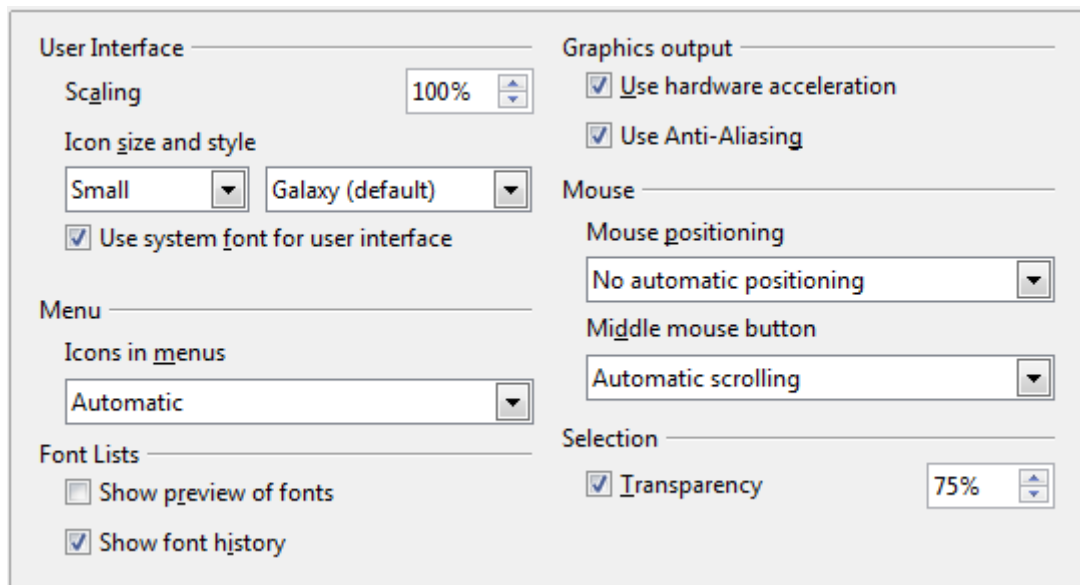 User Interface
Scaling
100%
Icon size and style
Small
Galaxy (default)
Use system font for user interface
Menu
Icons in menus
Automatic
Font Lists
Show preview of fonts
Show font history
Graphics output
Use hardware acceleration
Use Anti-Aliasing
Mouse
Mouse positioning
No automatic positioning
Middle mouse button
Automatic scrolling
Selection
Transparency
75%